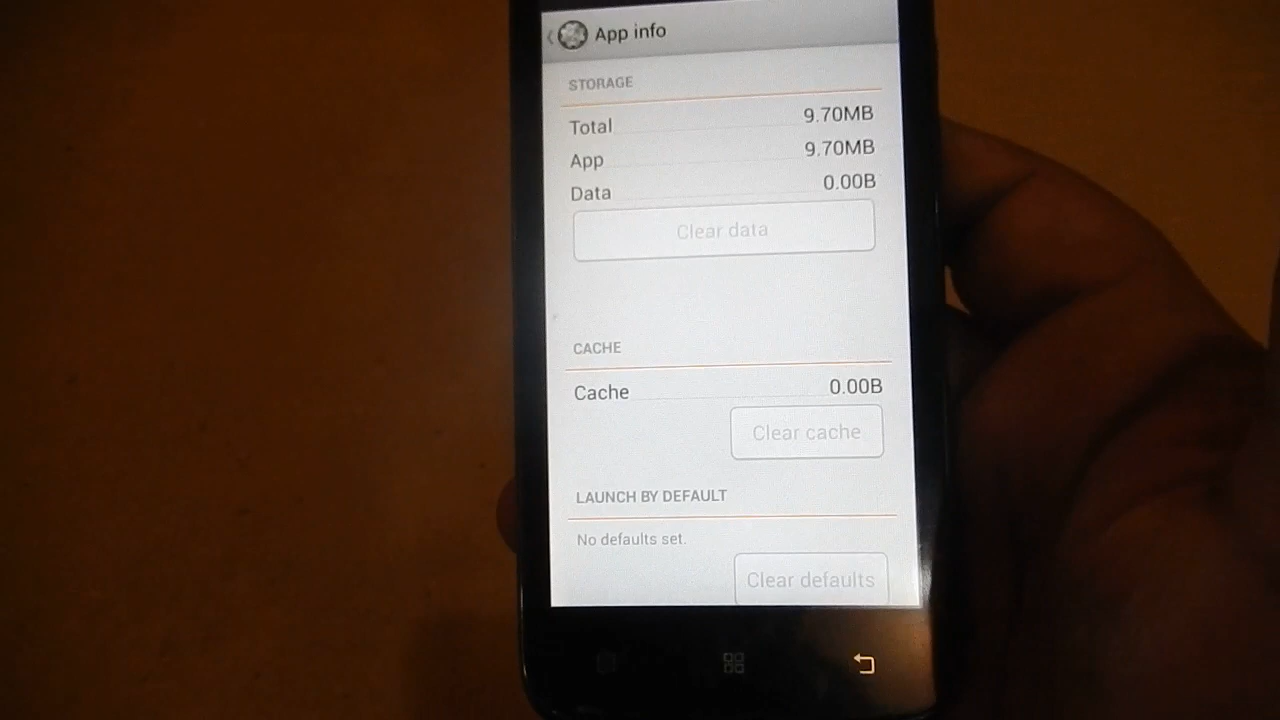 App info
STORAGE
Total 9.70MB
App 9.70MB
Data 0.00B
Clear data
CACHE
Cache 0.00B
Clear cache
LAUNCH BY DEFAULT
No defaults set.
Clear defaults